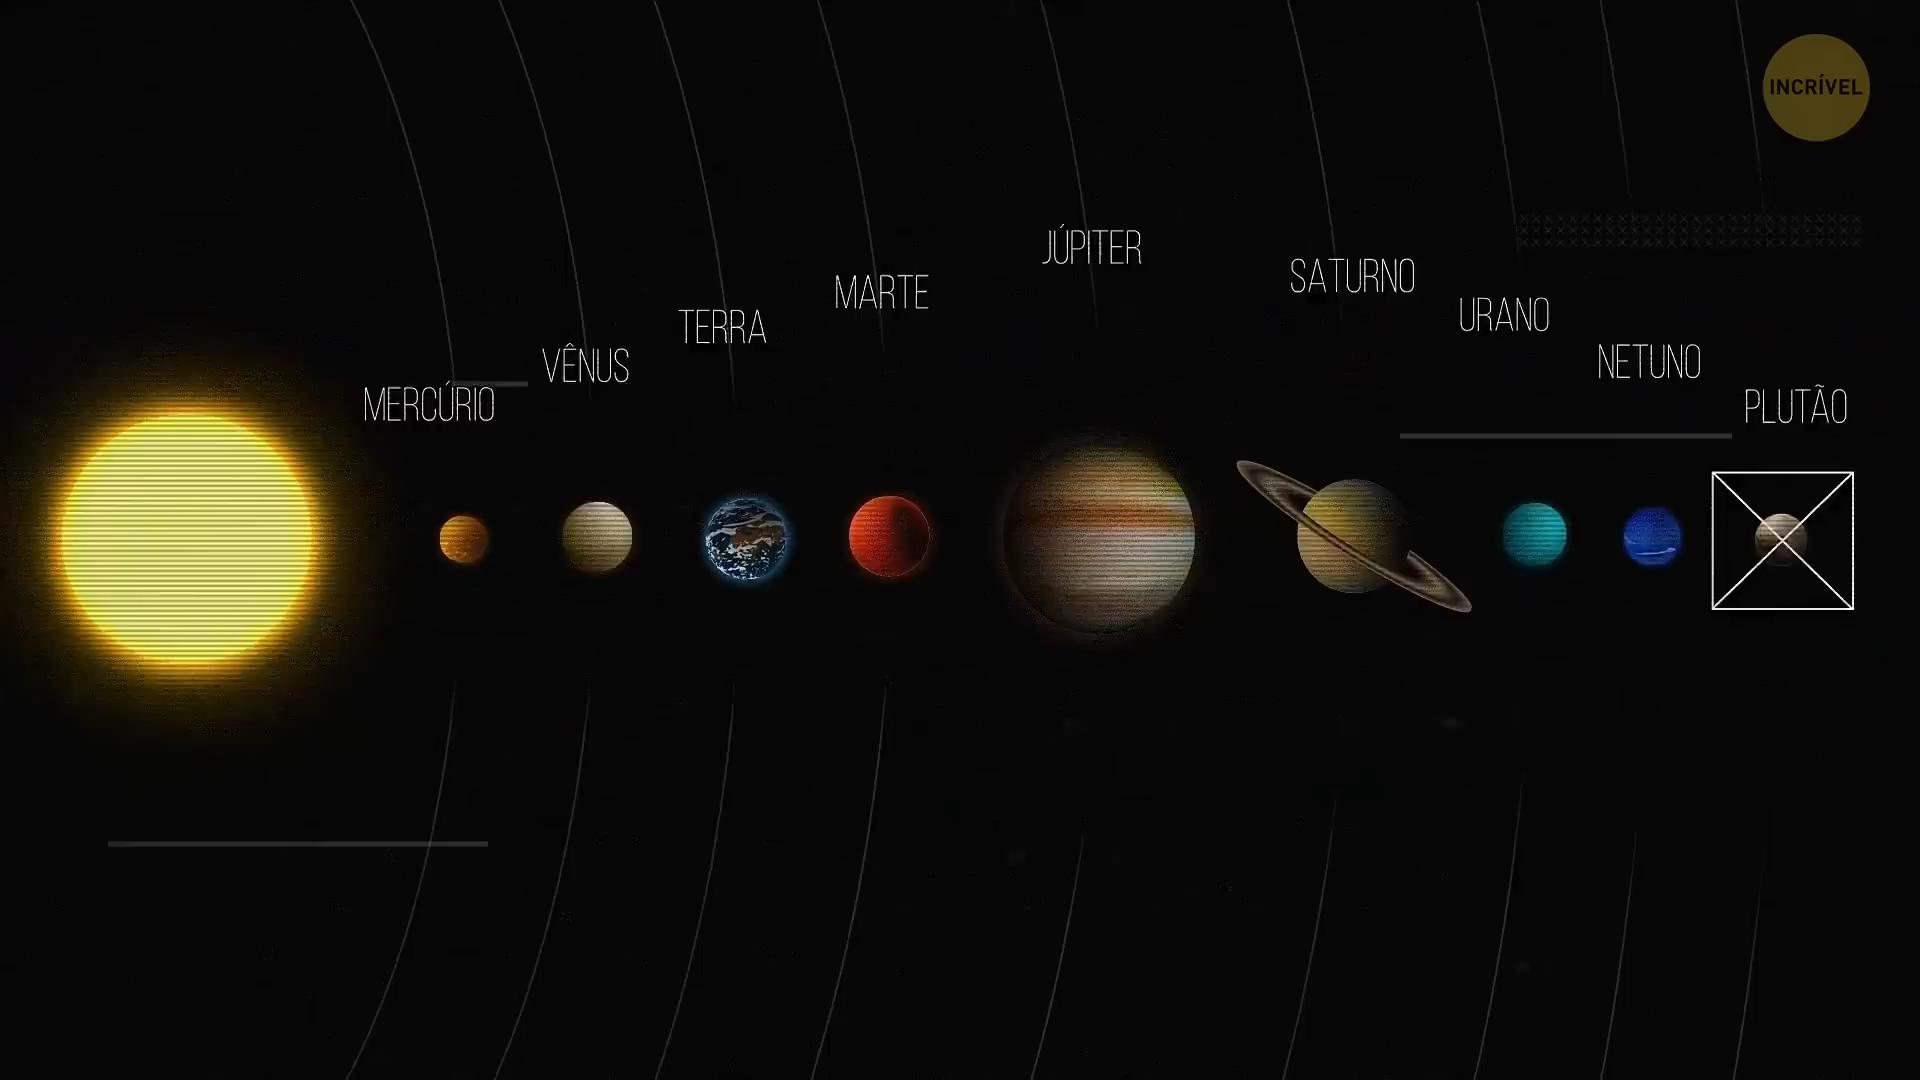 INCRÍVEL
MERCÚRIO
VÊNUS
TERRA
MARTE
JÚPITER
SATURNO
URANO
NETUNO
PLUTÃO